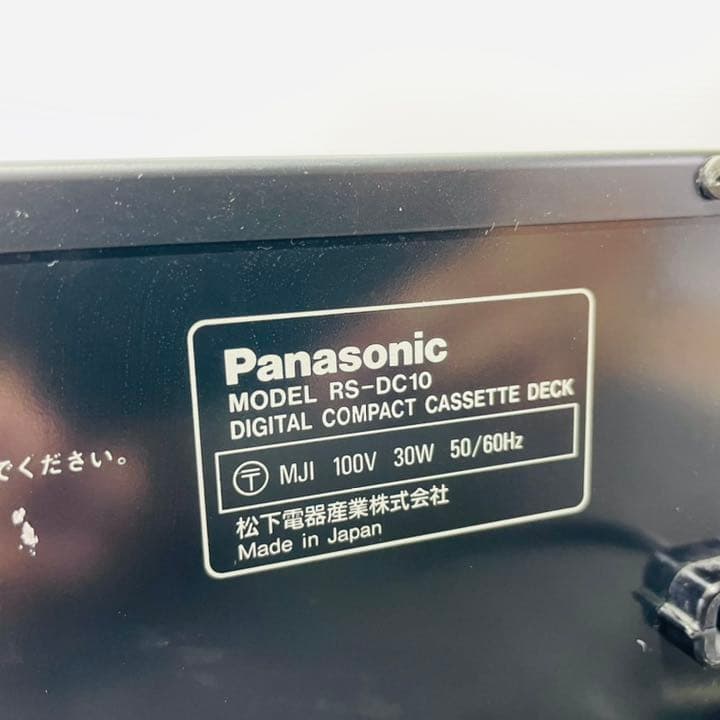 Panasonic
MODEL RS-DC10
DIGITAL COMPACT CASSETTE DECK
〒 MJI 100V 30W 50/60Hz
松下電器産業株式会社
Made in Japan
でください。